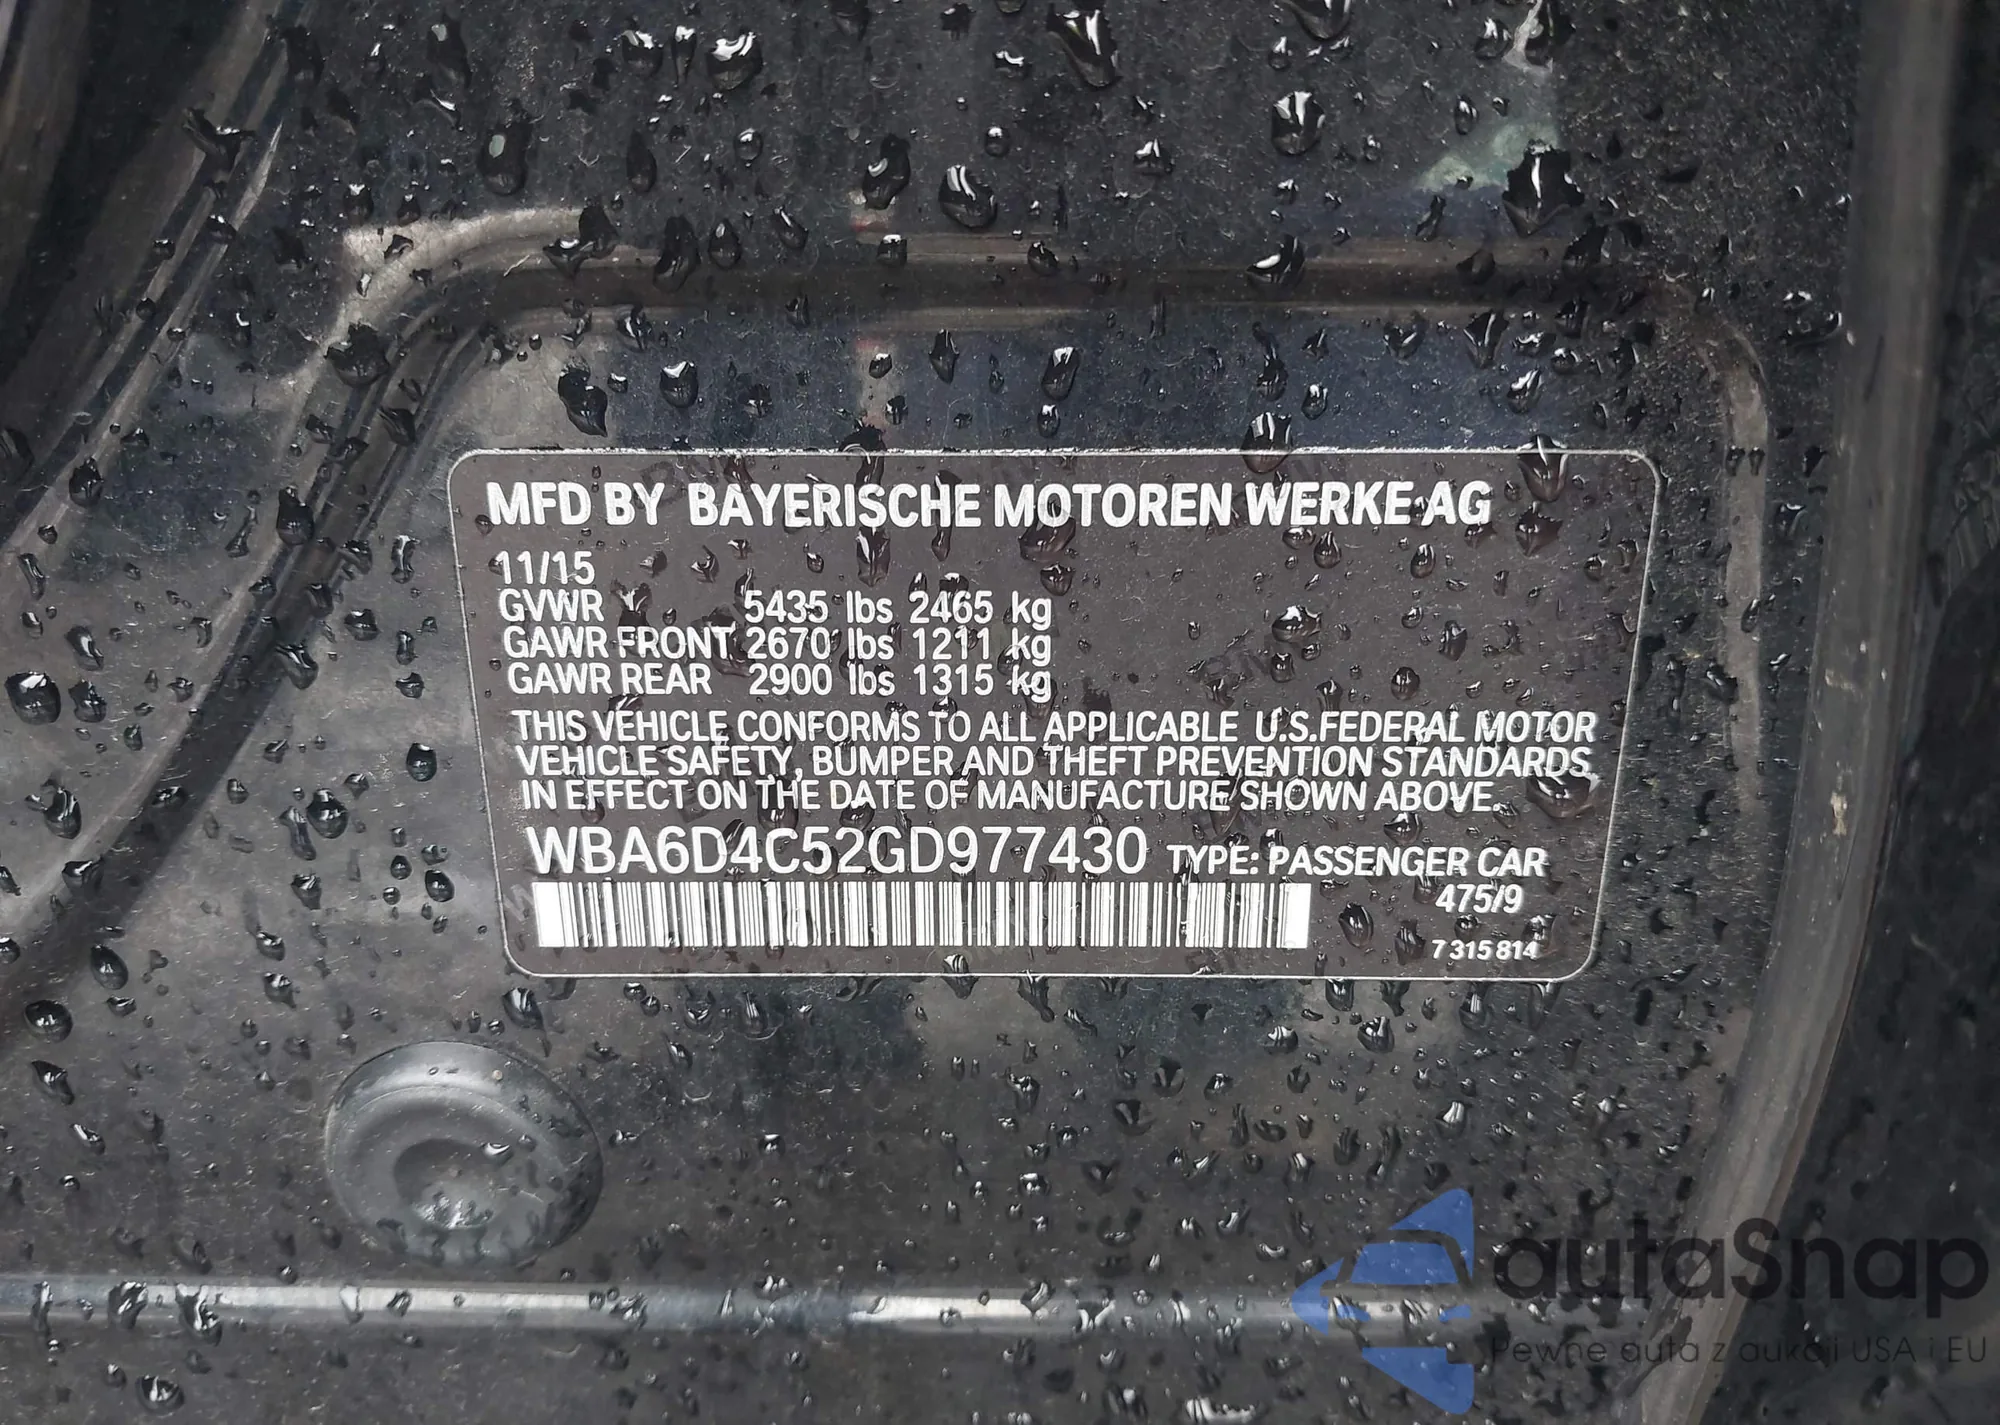 MFD BY BAYERISCHE MOTOREN WERKE AG
11/15
GVWR 5435 lbs 2465 kg
GAWR FRONT 2670 lbs 1211 kg
GAWR REAR 2900 lbs 1315 kg
THIS VEHICLE CONFORMS TO ALL APPLICABLE U.S.FEDERAL MOTOR
VEHICLE SAFETY, BUMPER AND THEFT PREVENTION STANDARDS,
IN EFFECT ON THE DATE OF MANUFACTURE SHOWN ABOVE.
WBA6D4C52GD977430 TYPE: PASSENGER CAR
475/9
7 315 814
autaSnap
Pewne auta z aukcji USA i EU